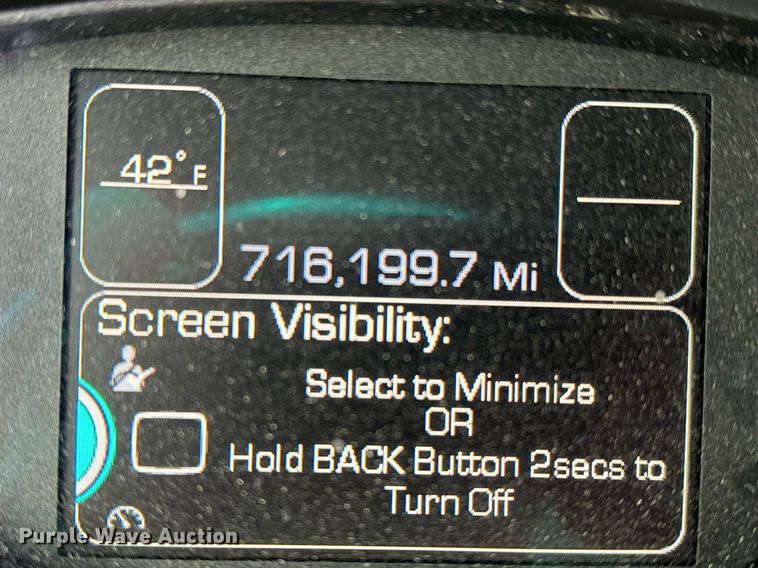 42°F
716,199.7 Mi
Screen Visibility:
Select to Minimize
OR
Hold BACK Button 2secs to
Turn Off
Purple Wave Auction